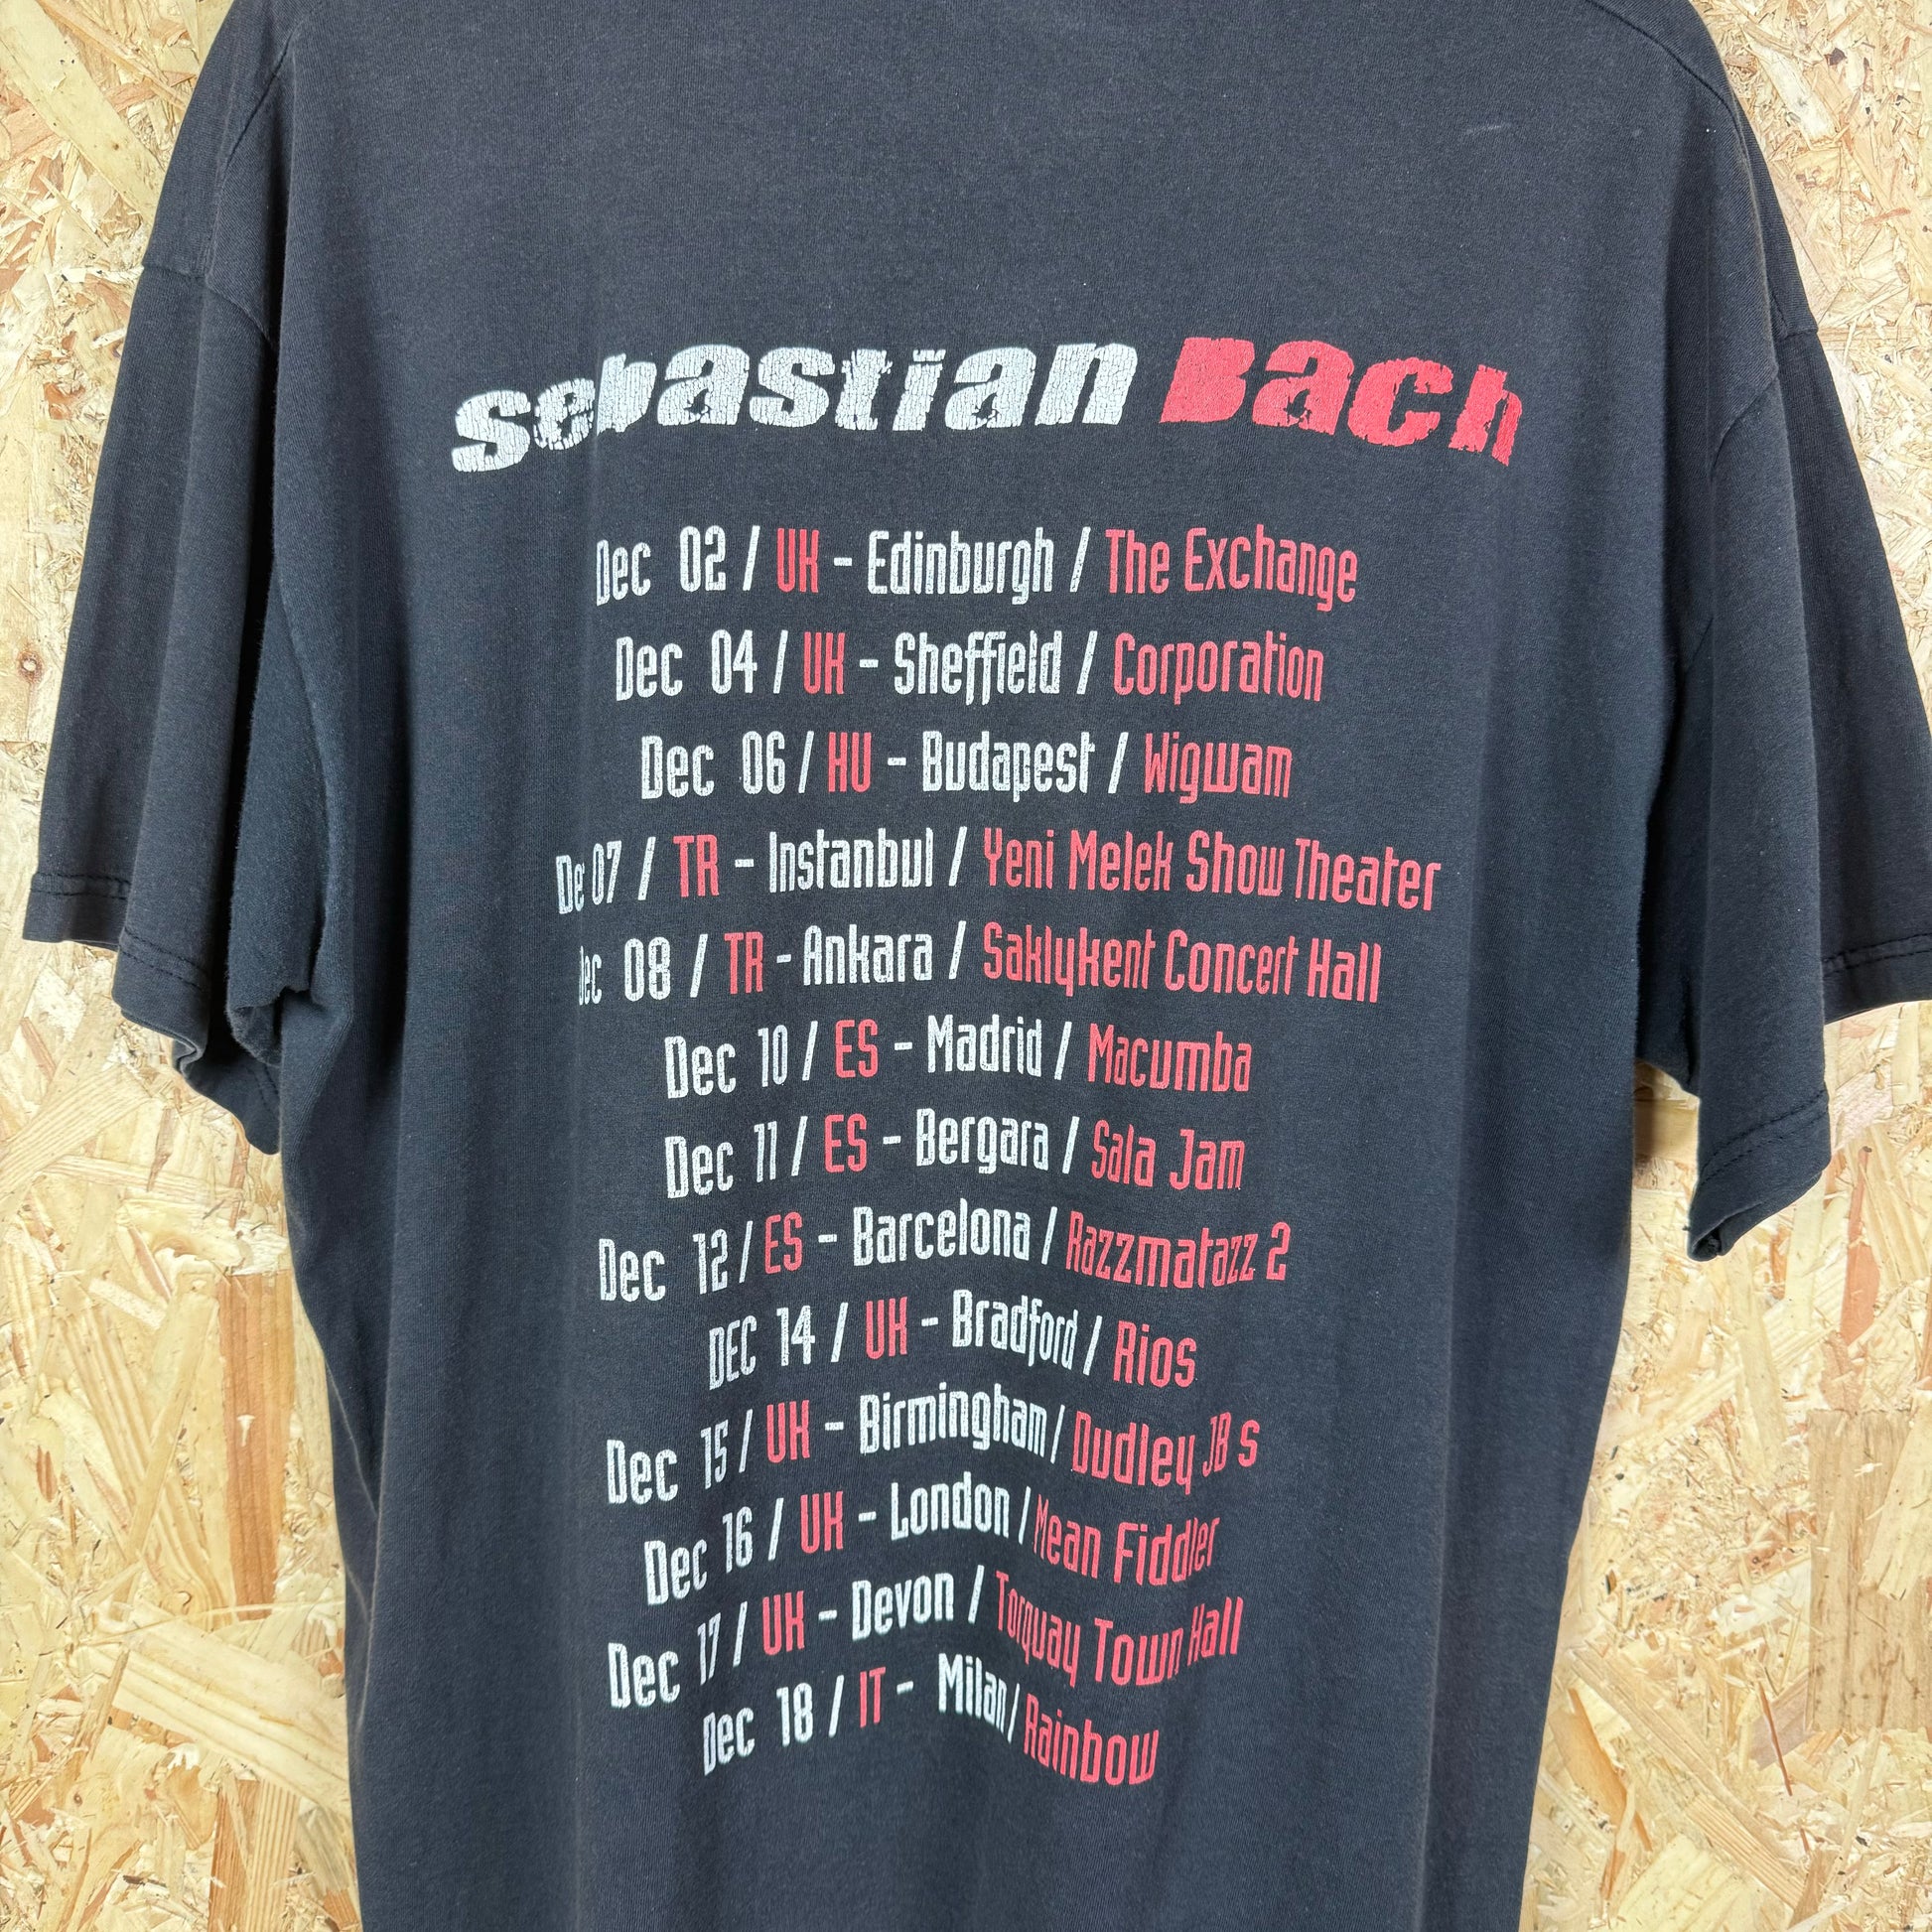 sebastian Bach
Dec 02 / UK - Edinburgh / The Exchange
Dec 04 / UK - Sheffield / Corporation
Dec 06 / HU - Budapest / Wigwam
Dec 07 / TR - Instanbul / Yeni Melek Show Theater
Dec 08 / TR - Ankara / Saklykent Concert Hall
Dec 10 / ES - Madrid / Macumba
Dec 11 / ES - Bergara / Sala Jam
Dec 12 / ES - Barcelona / Razzmatazz 2
DEC 14 / UK - Bradford / Rios
Dec 15 / UK - Birmingham / Dudley JB s
Dec 16 / UK - London / Mean Fiddler
Dec 17 / UK - Devon / Torquay Town Hall
Dec 18 / IT - Milan / Rainbow